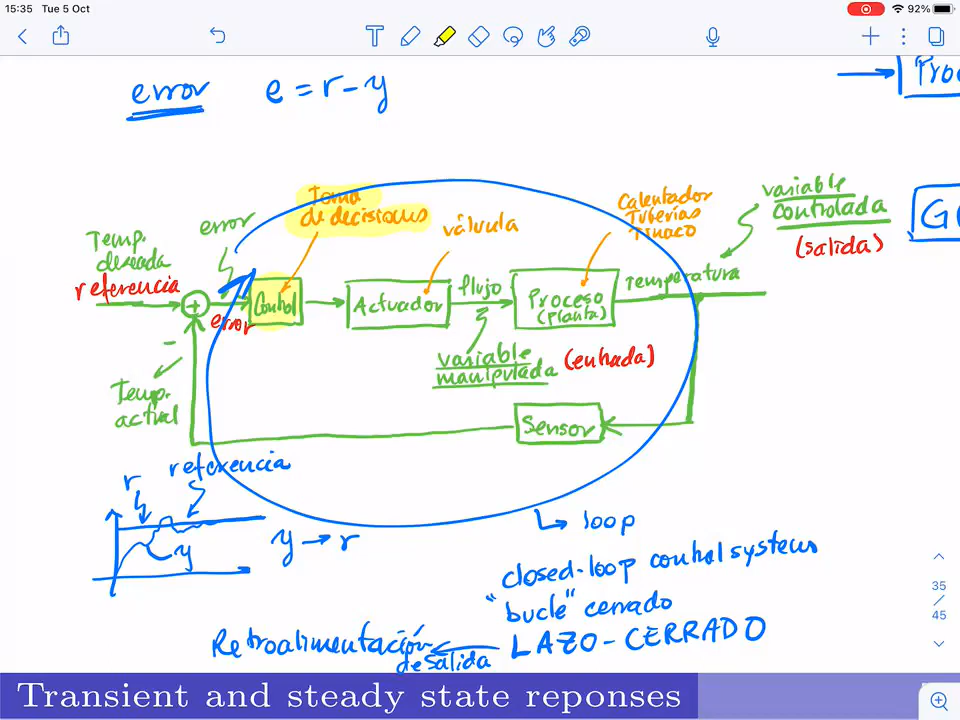 15:35 Tue 5 Oct
92%
error e = r - y
Toma
de decisiones
error
Temp.
deseada
referencia
válvula
Calentador
Tuberías
Tinaco
variable
controlada
(salida)
+
Control
Actuador
flujo
Proceso
(planta)
Temperatura
error
-
variable
manipulada
(entrada)
Temp.
actual
Sensor
referencia
r
y
y → r
loop
closed-loop control systems
"bucle" cerrado
LAZO-CERRADO
Retroalimentación
de salida
35
/
45
Transient and steady state reponses